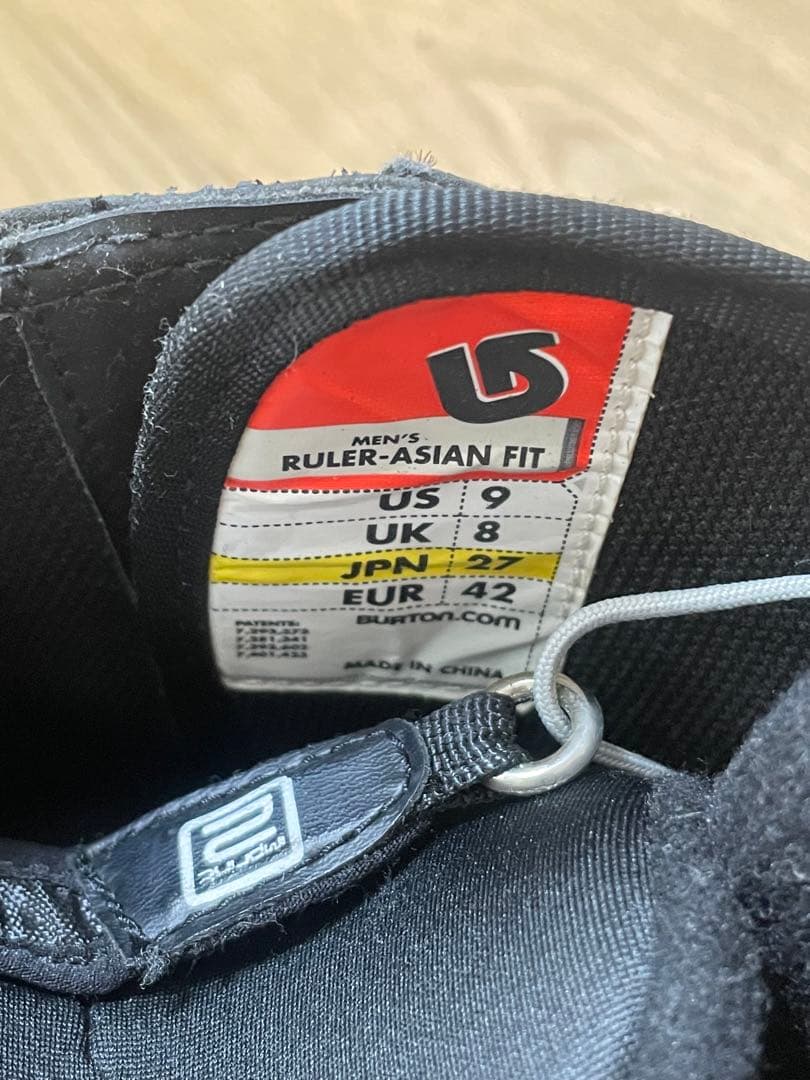 MEN'S
RULER-ASIAN FIT
US 9
UK 8
JPN 27
EUR 42
BURTON.COM
PATENTS:
MADE IN CHINA